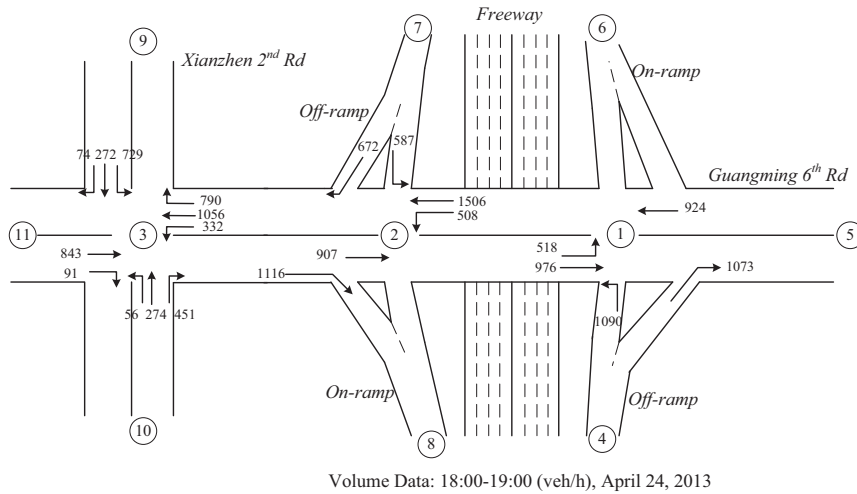 Freeway
9
7
6
Xianzhen 2nd Rd
On-ramp
Off-ramp
74 272 729
672
587
790
1506
924
Guangming 6th Rd
1056
508
332
11
3
2
1
5
843
907
518
91
1116
976
1073
56 274 451
1090
On-ramp
Off-ramp
10
8
4
Volume Data: 18:00-19:00 (veh/h), April 24, 2013